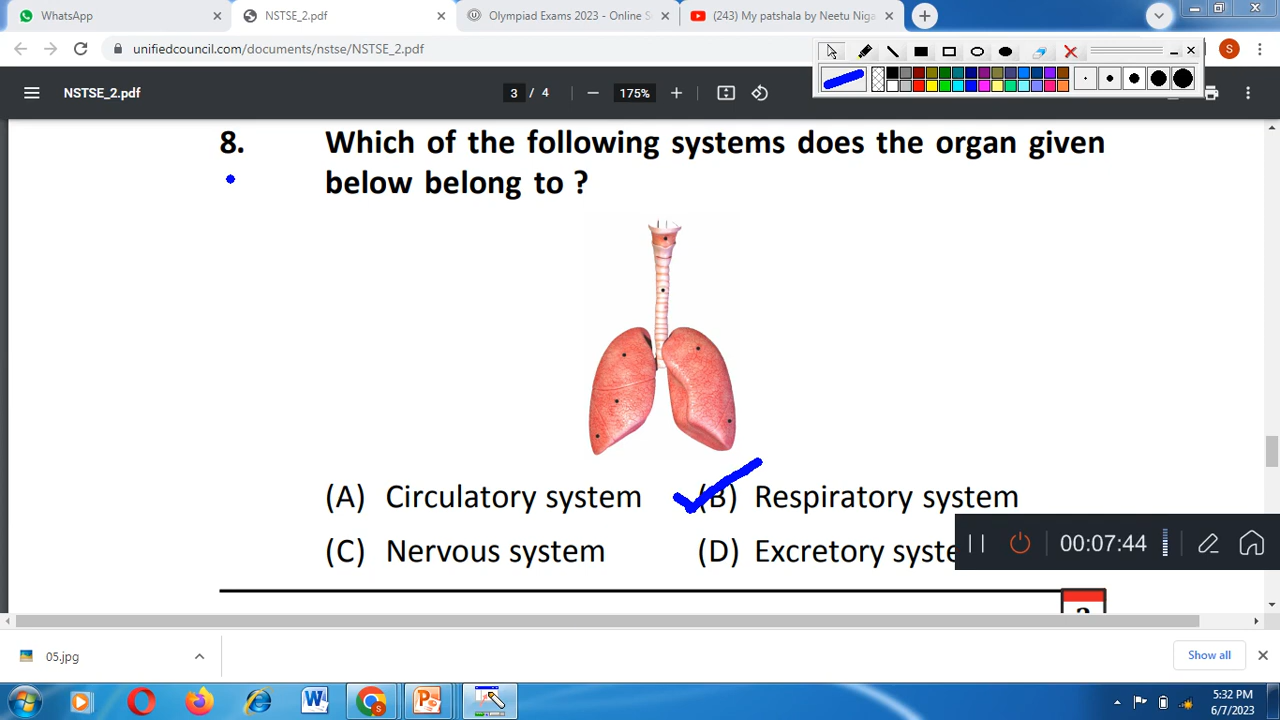 WhatsApp
NSTSE_2.pdf
Olympiad Exams 2023 - Online S
(243) My patshala by Neetu Niga
unifiedcouncil.com/documents/nstse/NSTSE_2.pdf
S
NSTSE_2.pdf
3 / 4
175%
8. Which of the following systems does the organ given
below belong to ?
(A) Circulatory system
(B) Respiratory system
(C) Nervous system
(D) Excretory syste
00:07:44
05.jpg
Show all
5:32 PM
6/7/2023